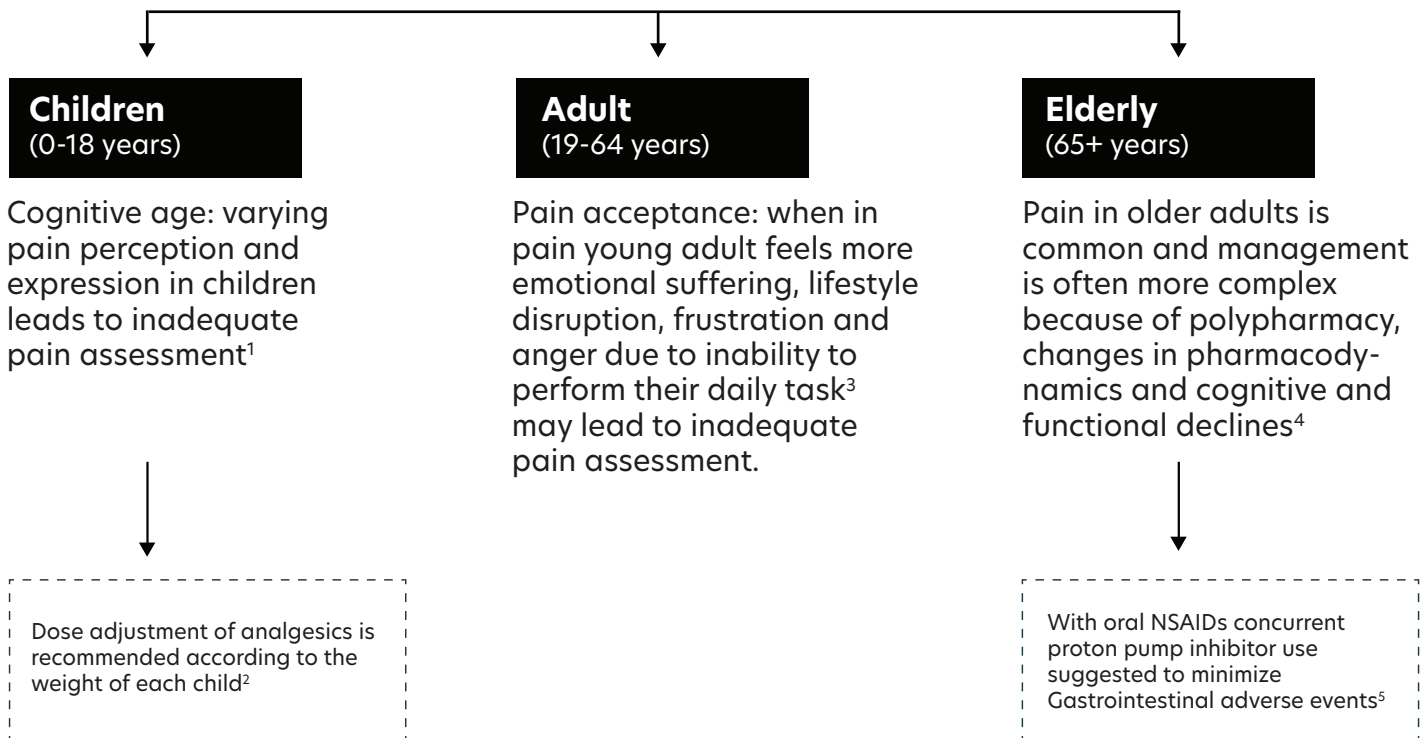 Children
(0-18 years)
Cognitive age: varying
pain perception and
expression in children
leads to inadequate
pain assessment¹
Dose adjustment of analgesics is
recommended according to the
weight of each child²
Adult
(19-64 years)
Pain acceptance: when in
pain young adult feels more
emotional suffering, lifestyle
disruption, frustration and
anger due to inability to
perform their daily task³
may lead to inadequate
pain assessment.
Elderly
(65+ years)
Pain in older adults is
common and management
is often more complex
because of polypharmacy,
changes in pharmacody-
namics and cognitive and
functional declines⁴
With oral NSAIDs concurrent
proton pump inhibitor use
suggested to minimize
Gastrointestinal adverse events⁵